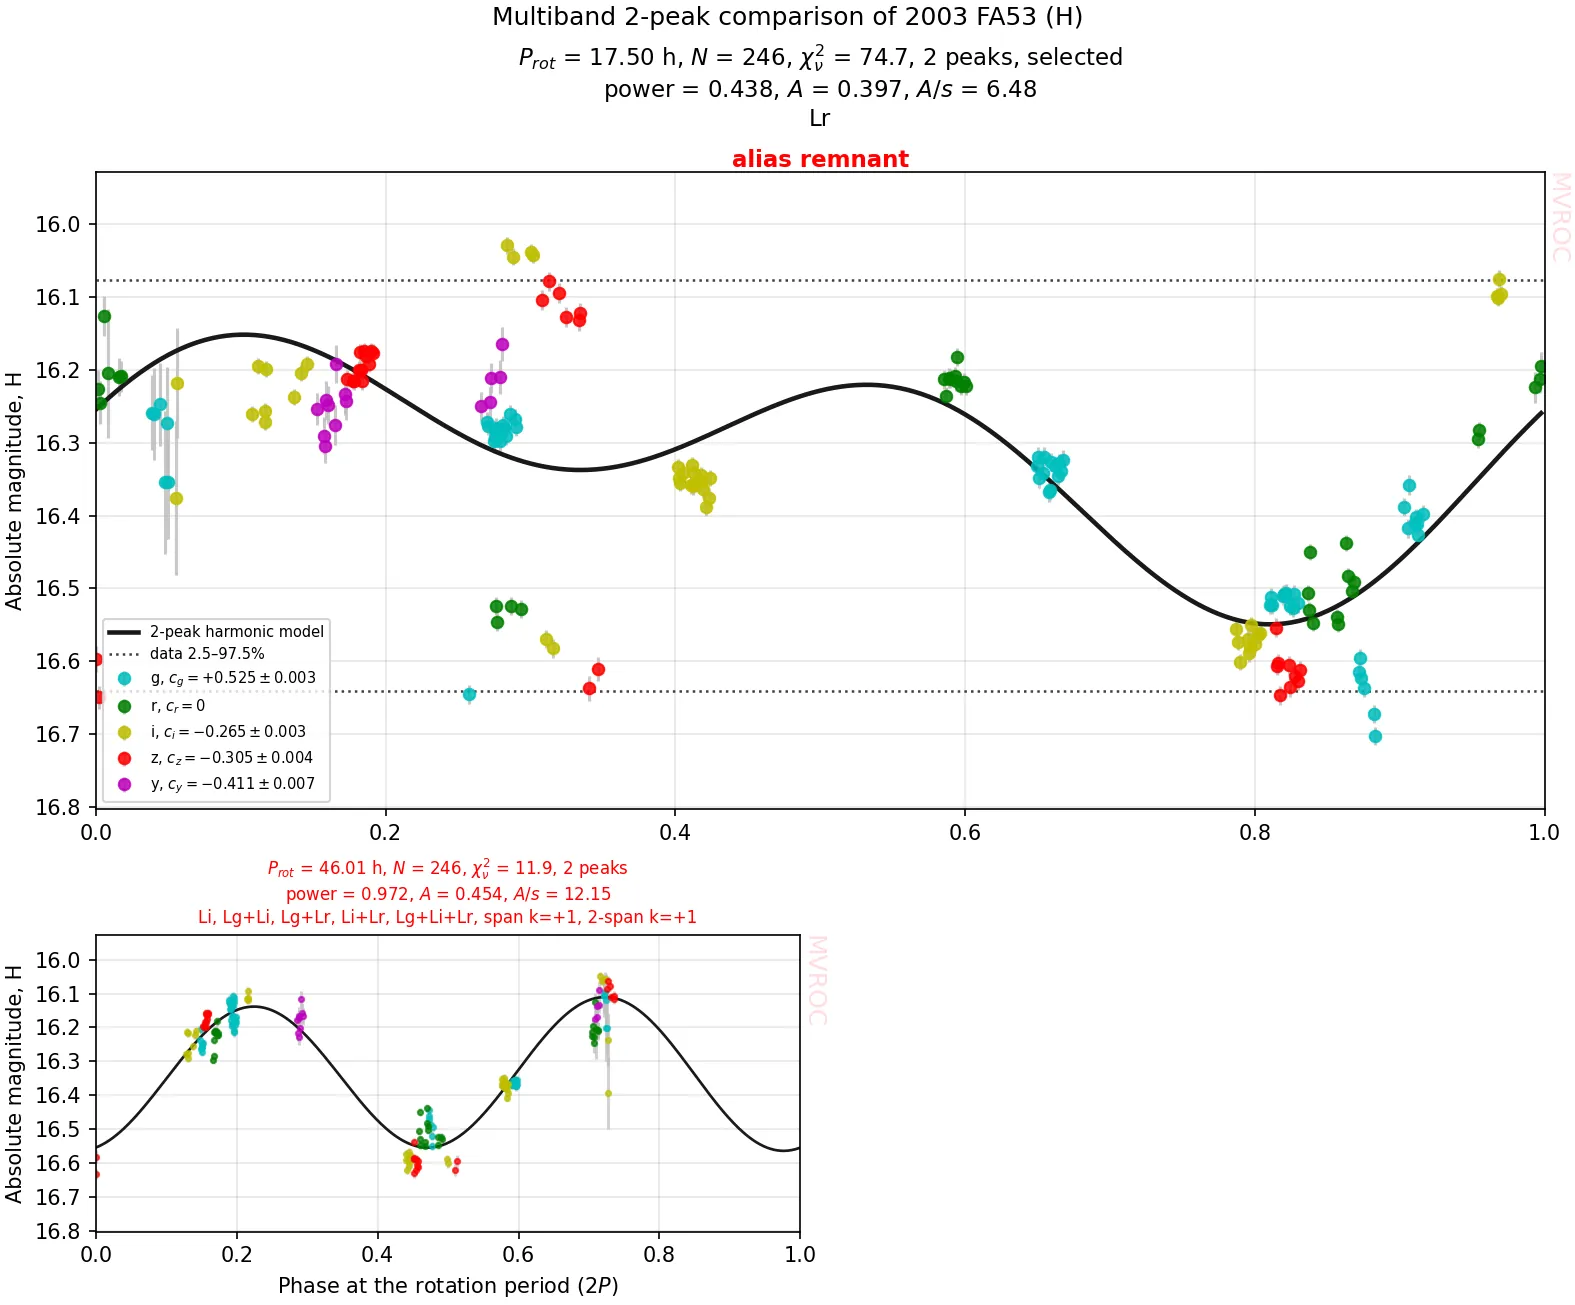 Multiband 2-peak comparison of 2003 FA53 (H)
P_rot = 17.50 h, N = 246, χ²_ν = 74.7, 2 peaks, selected
power = 0.438, A = 0.397, A/s = 6.48
Lr
alias remnant
MVROC
Absolute magnitude, H
16.0
16.1
16.2
16.3
16.4
16.5
16.6
16.7
16.8
2-peak harmonic model
data 2.5–97.5%
g, c_g = +0.525 ± 0.003
r, c_r = 0
i, c_i = −0.265 ± 0.003
z, c_z = −0.305 ± 0.004
y, c_y = −0.411 ± 0.007
0.0 0.2 0.4 0.6 0.8 1.0
P_rot = 46.01 h, N = 246, χ²_ν = 11.9, 2 peaks
power = 0.972, A = 0.454, A/s = 12.15
Li, Lg+Li, Lg+Lr, Li+Lr, Lg+Li+Lr, span k=+1, 2-span k=+1
MVROC
Absolute magnitude, H
16.0
16.1
16.2
16.3
16.4
16.5
16.6
16.7
16.8
0.0 0.2 0.4 0.6 0.8 1.0
Phase at the rotation period (2P)